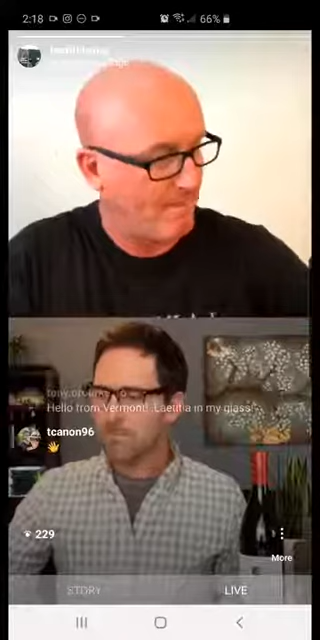 2:18
66%
Hello from Vermont! Laetitia in my glass!
tcanon96
👋
229
More
STORY
LIVE